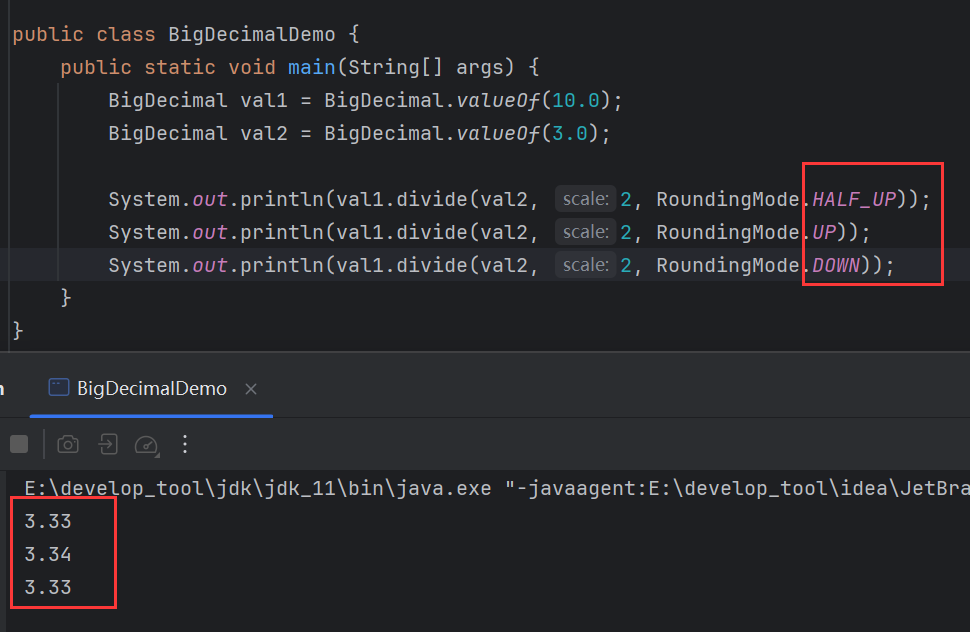 public class BigDecimalDemo {
public static void main(String[] args) {
BigDecimal val1 = BigDecimal.valueOf(10.0);
BigDecimal val2 = BigDecimal.valueOf(3.0);
System.out.println(val1.divide(val2, scale: 2, RoundingMode.HALF_UP));
System.out.println(val1.divide(val2, scale: 2, RoundingMode.UP));
System.out.println(val1.divide(val2, scale: 2, RoundingMode.DOWN));
}
}
BigDecimalDemo ×
E:\develop_tool\jdk\jdk_11\bin\java.exe "-javaagent:E:\develop_tool\idea\JetBra
3.33
3.34
3.33